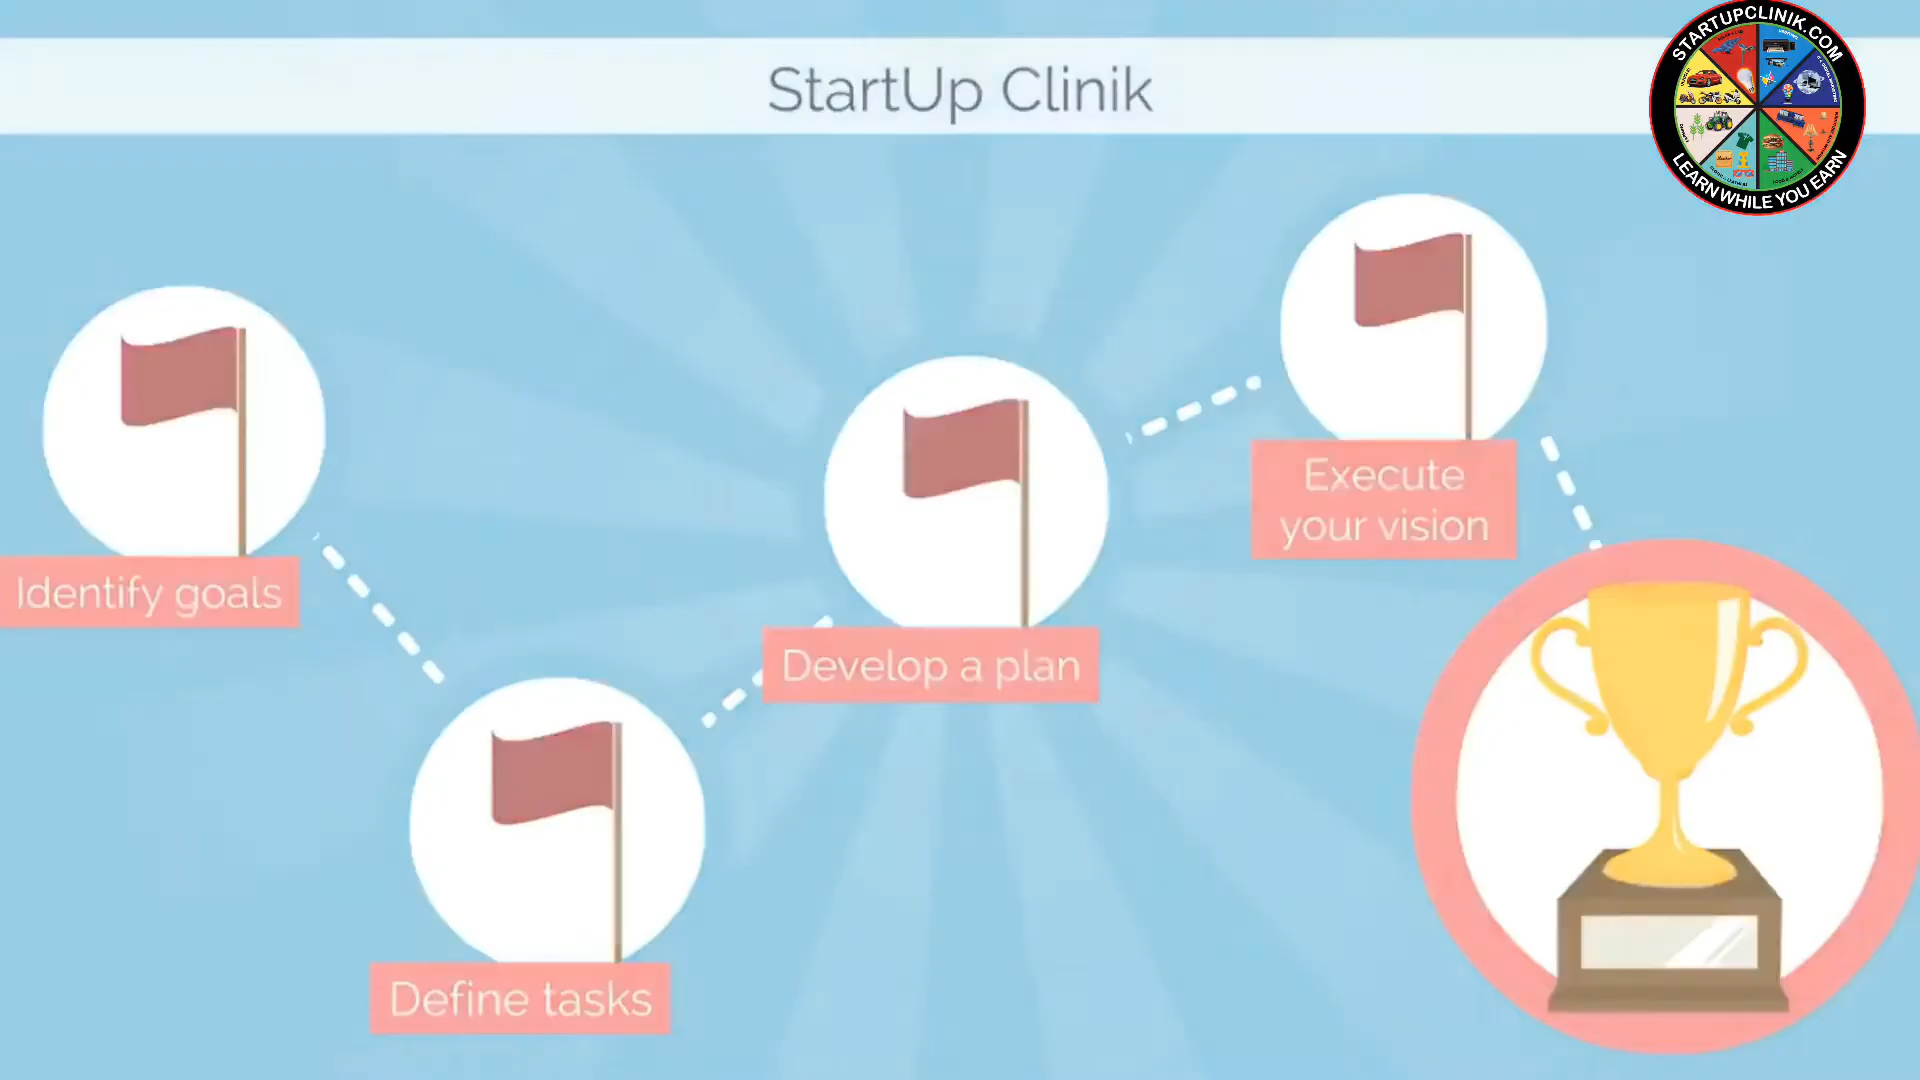 StartUp Clinik
STARTUPCLINIK.COM
LEARN WHILE YOU EARN
Identify goals
Define tasks
Develop a plan
Execute
your vision